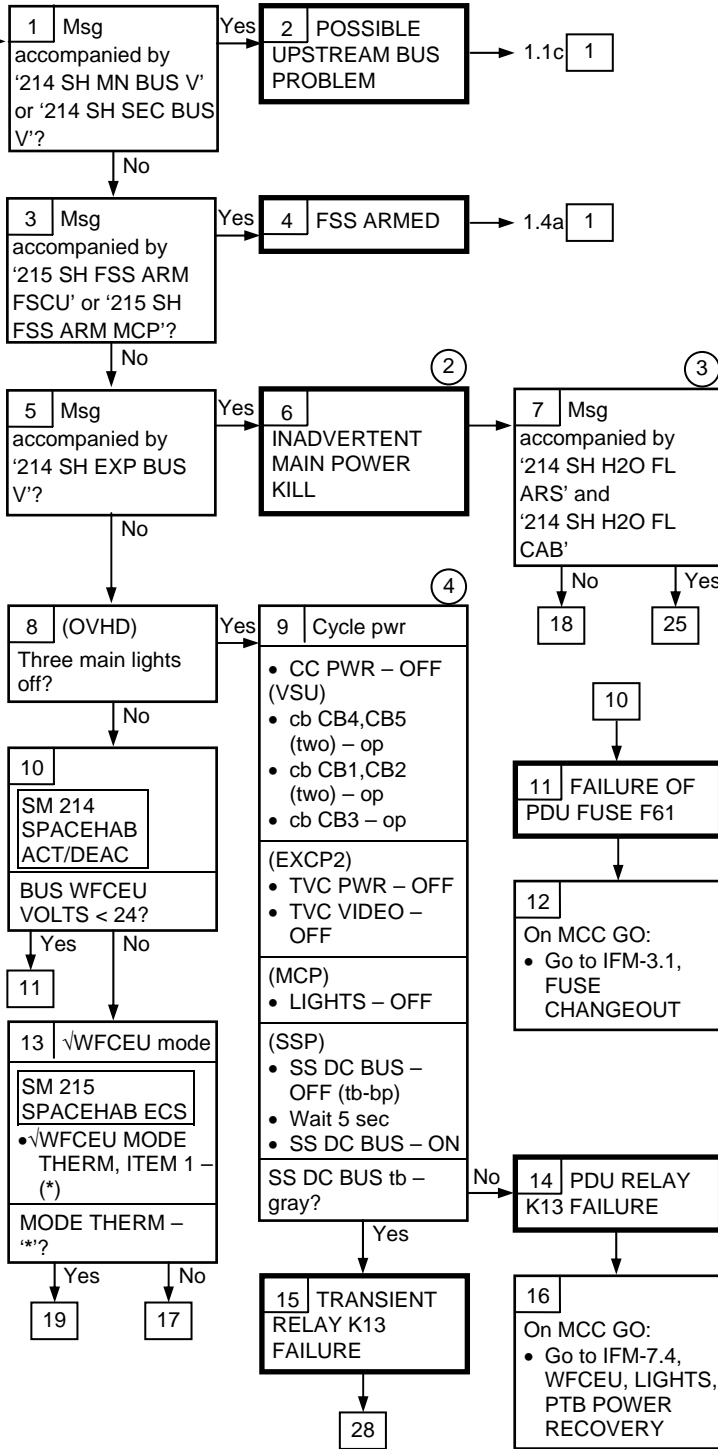 1 Msg
accompanied by
‘214 SH MN BUS V’
or ‘214 SH SEC BUS
V’?
Yes
2 POSSIBLE
UPSTREAM BUS
PROBLEM
1.1c 1
No
3 Msg
accompanied by
‘215 SH FSS ARM
FSCU’ or ‘215 SH
FSS ARM MCP’?
Yes
4 FSS ARMED
1.4a 1
No
5 Msg
accompanied by
‘214 SH EXP BUS
V’?
Yes
2
6
INADVERTENT
MAIN POWER
KILL
3
7 Msg
accompanied by
‘214 SH H2O FL
ARS’ and
‘214 SH H2O FL
CAB’
No
Yes
18
25
No
8 (OVHD)
Three main lights
off?
Yes
4
9 Cycle pwr
• CC PWR – OFF
(VSU)
• cb CB4,CB5
(two) – op
• cb CB1,CB2
(two) – op
• cb CB3 – op
(EXCP2)
• TVC PWR – OFF
• TVC VIDEO –
OFF
(MCP)
• LIGHTS – OFF
(SSP)
• SS DC BUS –
OFF (tb-bp)
• Wait 5 sec
• SS DC BUS – ON
SS DC BUS tb –
gray?
No
Yes
No
10
SM 214
SPACEHAB
ACT/DEAC
BUS WFCEU
VOLTS < 24?
Yes
No
11
10
11 FAILURE OF
PDU FUSE F61
12
On MCC GO:
• Go to IFM-3.1,
FUSE
CHANGEOUT
13 √WFCEU mode
SM 215
SPACEHAB ECS
•√WFCEU MODE
THERM, ITEM 1 –
(*)
MODE THERM –
‘*’?
Yes
No
19
17
14 PDU RELAY
K13 FAILURE
15 TRANSIENT
RELAY K13
FAILURE
28
16
On MCC GO:
• Go to IFM-7.4,
WFCEU, LIGHTS,
PTB POWER
RECOVERY